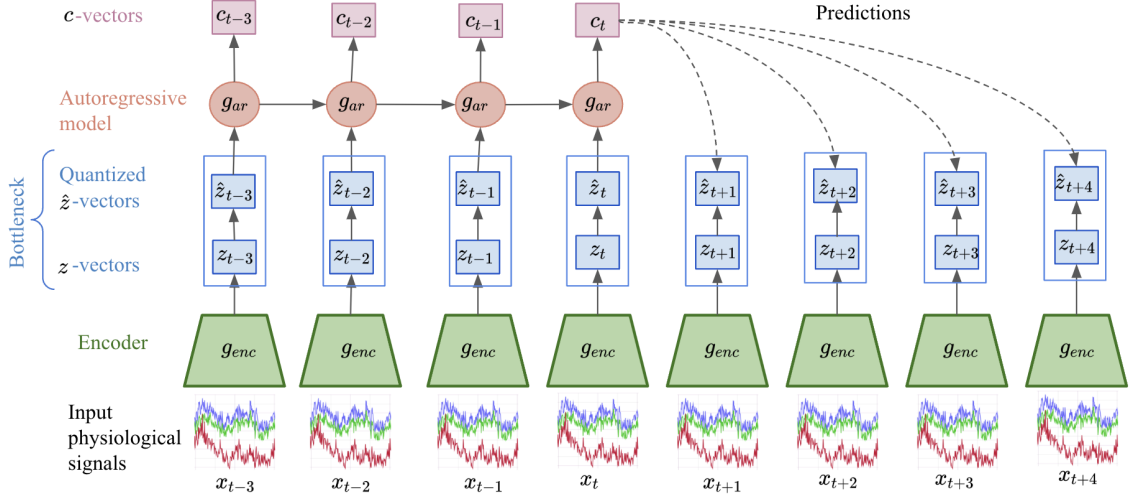 c-vectors c_{t-3} c_{t-2} c_{t-1} c_t Predictions
Autoregressive
model
g_{ar} g_{ar} g_{ar} g_{ar}
Bottleneck
Quantized
ẑ-vectors
ẑ_{t-3} ẑ_{t-2} ẑ_{t-1} ẑ_t ẑ_{t+1} ẑ_{t+2} ẑ_{t+3} ẑ_{t+4}
z-vectors z_{t-3} z_{t-2} z_{t-1} z_t z_{t+1} z_{t+2} z_{t+3} z_{t+4}
Encoder g_{enc} g_{enc} g_{enc} g_{enc} g_{enc} g_{enc} g_{enc} g_{enc}
Input
physiological
signals
x_{t-3} x_{t-2} x_{t-1} x_t x_{t+1} x_{t+2} x_{t+3} x_{t+4}